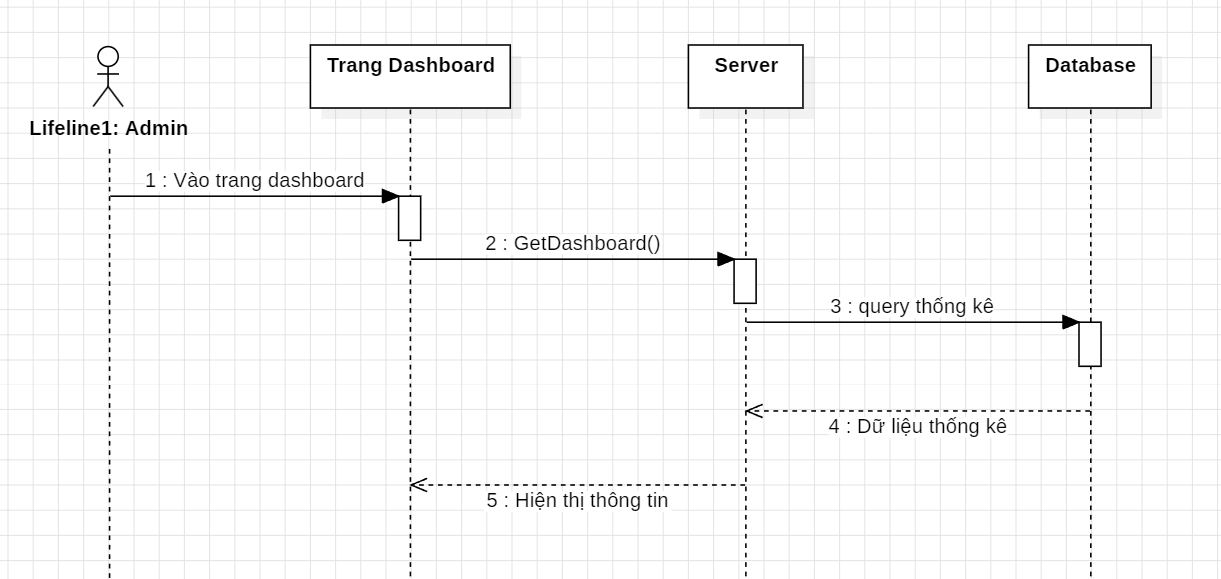 Trang Dashboard
Server
Database
Lifeline1: Admin
1 : Vào trang dashboard
2 : GetDashboard()
3 : query thống kê
4 : Dữ liệu thống kê
5 : Hiện thị thông tin